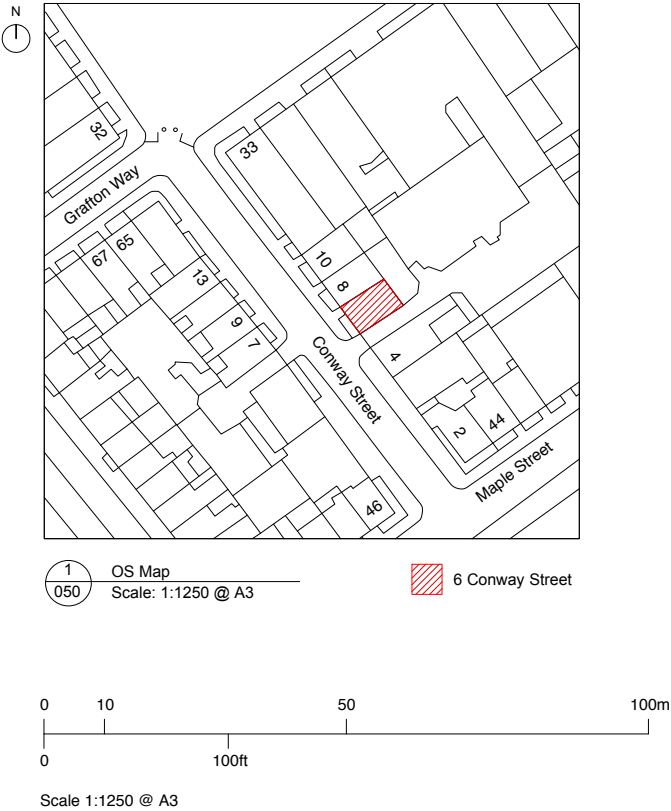 N
32
33
Grafton Way
67
65
13
10
8
9
7
Conway Street
4
2
44
Maple Street
46
1
050
OS Map
Scale: 1:1250 @ A3
6 Conway Street
0 10 50 100m
0 100ft
Scale 1:1250 @ A3